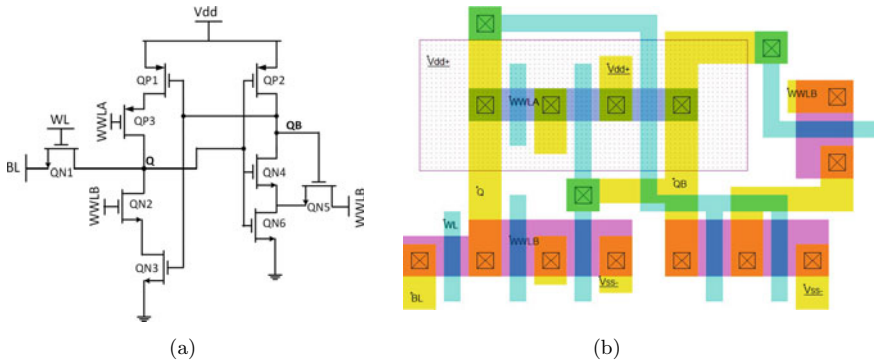 Vdd
QP1
QP2
WWLA
QP3
WL
QB
BL
QN1
Q
QN4
WWLB
QN2
QN5
WWLB
QN6
QN3
(a)
Vdd+
Vdd+
WWLA
WWLB
Q
QB
WL
WWLB
BL
Vss-
Vss-
(b)